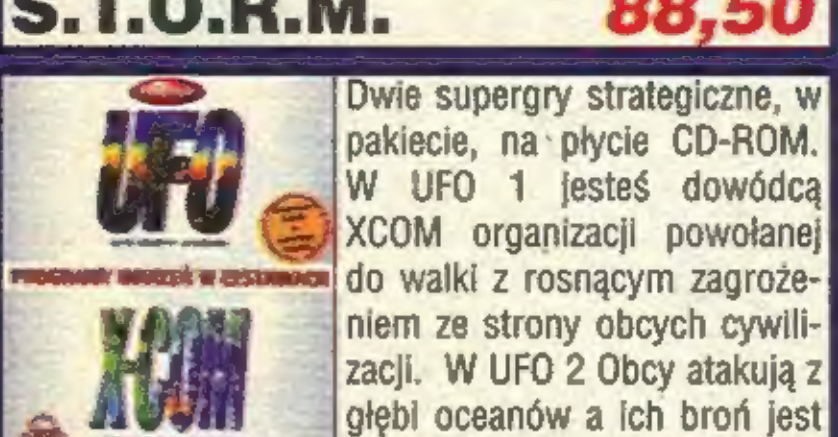 S.T.O.R.M. 88,50
UFO
X-COM
Dwie supergry strategiczne, w
pakiecie, na płycie CD-ROM.
W UFO 1 jesteś dowódcą
XCOM organizacji powołanej
do walki z rosnącym zagroże-
niem ze strony obcych cywili-
zacji. W UFO 2 Obcy atakują z
głębi oceanów a ich broń jest